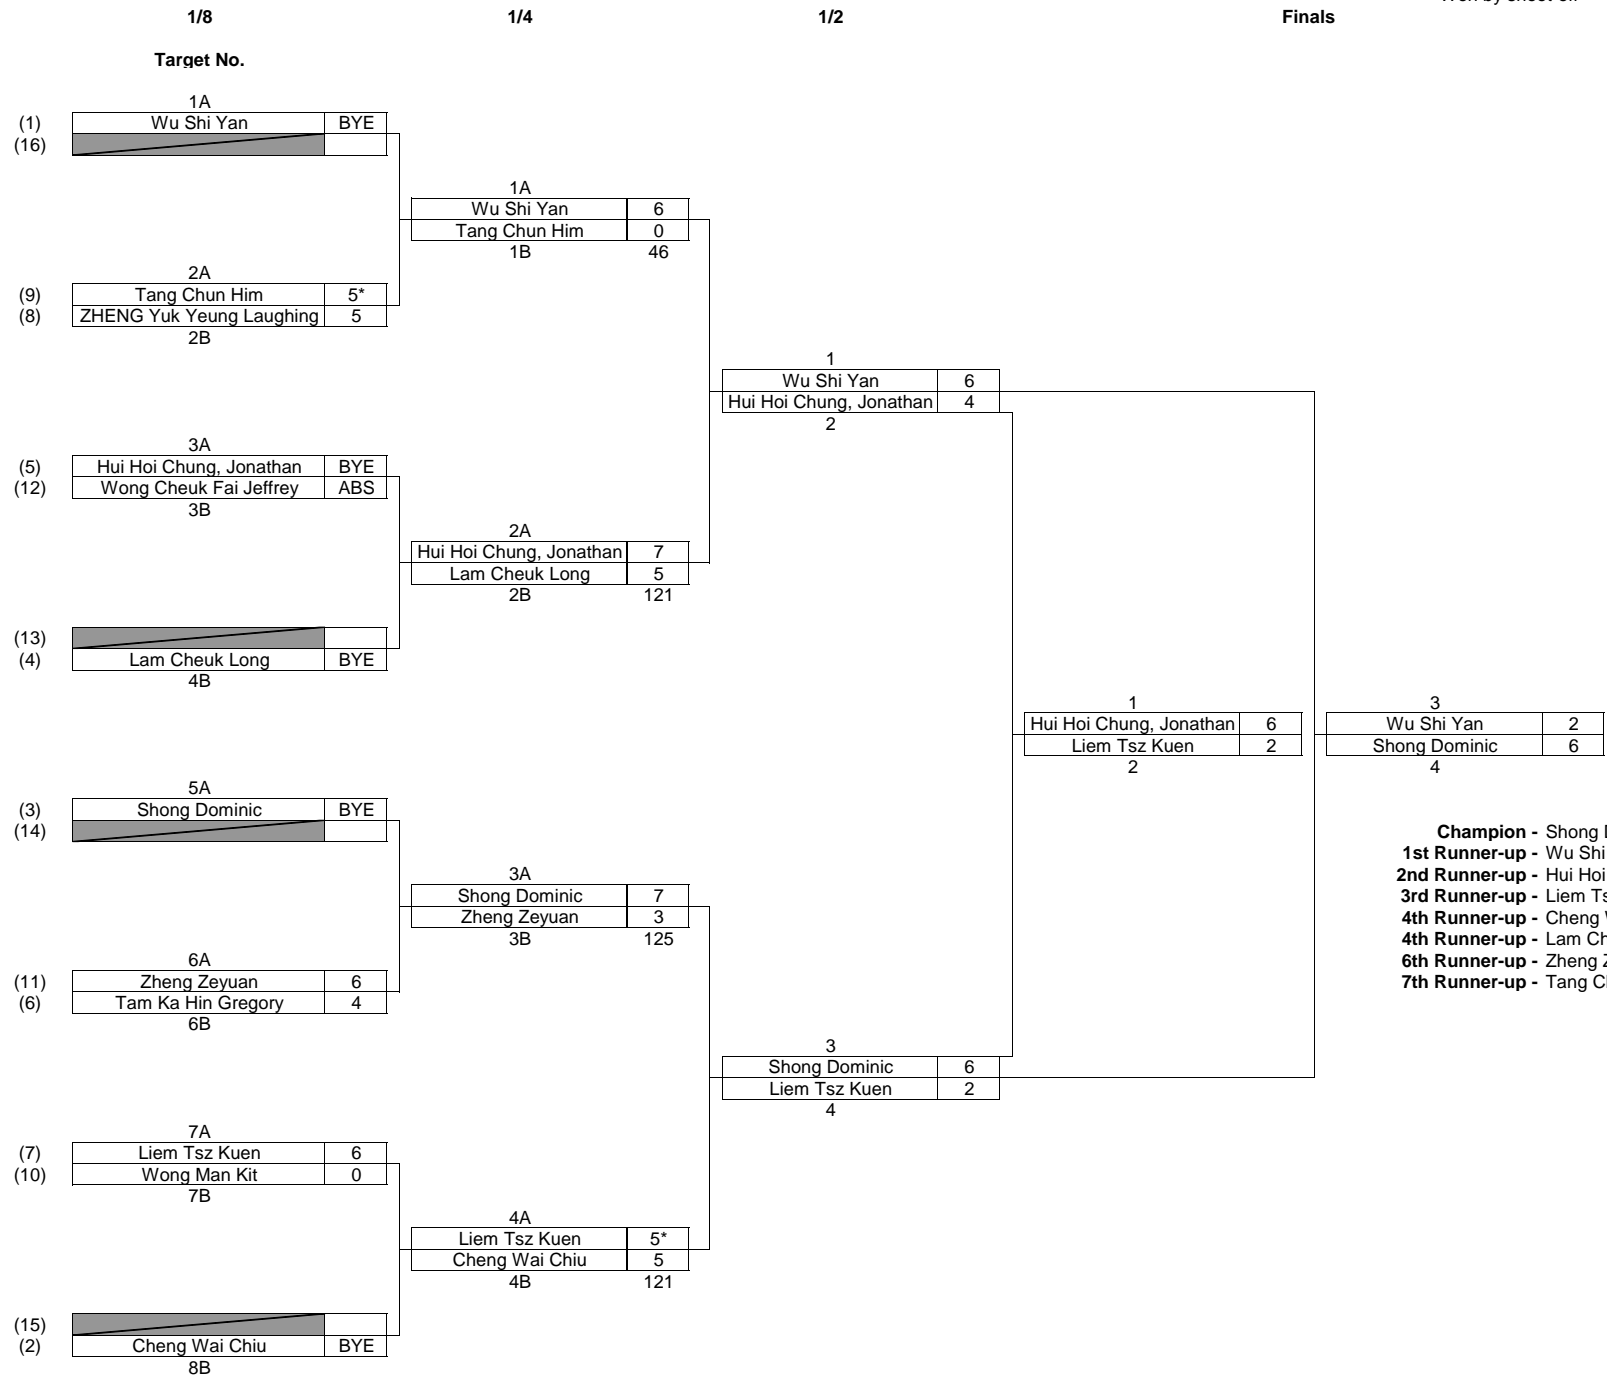 1/8 1/4 1/2 Finals
Target No.
1A
(1) Wu Shi Yan BYE
(16)
1A
Wu Shi Yan 6
Tang Chun Him 0
1B 46
2A
(9) Tang Chun Him 5*
(8) ZHENG Yuk Yeung Laughing 5
2B
1
Wu Shi Yan 6
Hui Hoi Chung, Jonathan 4
2
3A
(5) Hui Hoi Chung, Jonathan BYE
(12) Wong Cheuk Fai Jeffrey ABS
3B
2A
Hui Hoi Chung, Jonathan 7
Lam Cheuk Long 5
2B 121
(13)
(4) Lam Cheuk Long BYE
4B
1 3
Hui Hoi Chung, Jonathan 6 Wu Shi Yan 2
Liem Tsz Kuen 2 Shong Dominic 6
2 4
5A
(3) Shong Dominic BYE
(14)
Champion - Shong
1st Runner-up - Wu Shi
3A
2nd Runner-up - Hui Hoi
Shong Dominic 7
3rd Runner-up - Liem
Zheng Zeyuan 3
4th Runner-up - Cheng
3B 125
4th Runner-up - Lam
6A
6th Runner-up - Zheng
(11) Zheng Zeyuan 6
7th Runner-up - Tang
(6) Tam Ka Hin Gregory 4
6B
3
Shong Dominic 6
Liem Tsz Kuen 2
4
7A
(7) Liem Tsz Kuen 6
(10) Wong Man Kit 0
7B
4A
Liem Tsz Kuen 5*
Cheng Wai Chiu 5
4B 121
(15)
(2) Cheng Wai Chiu BYE
8B